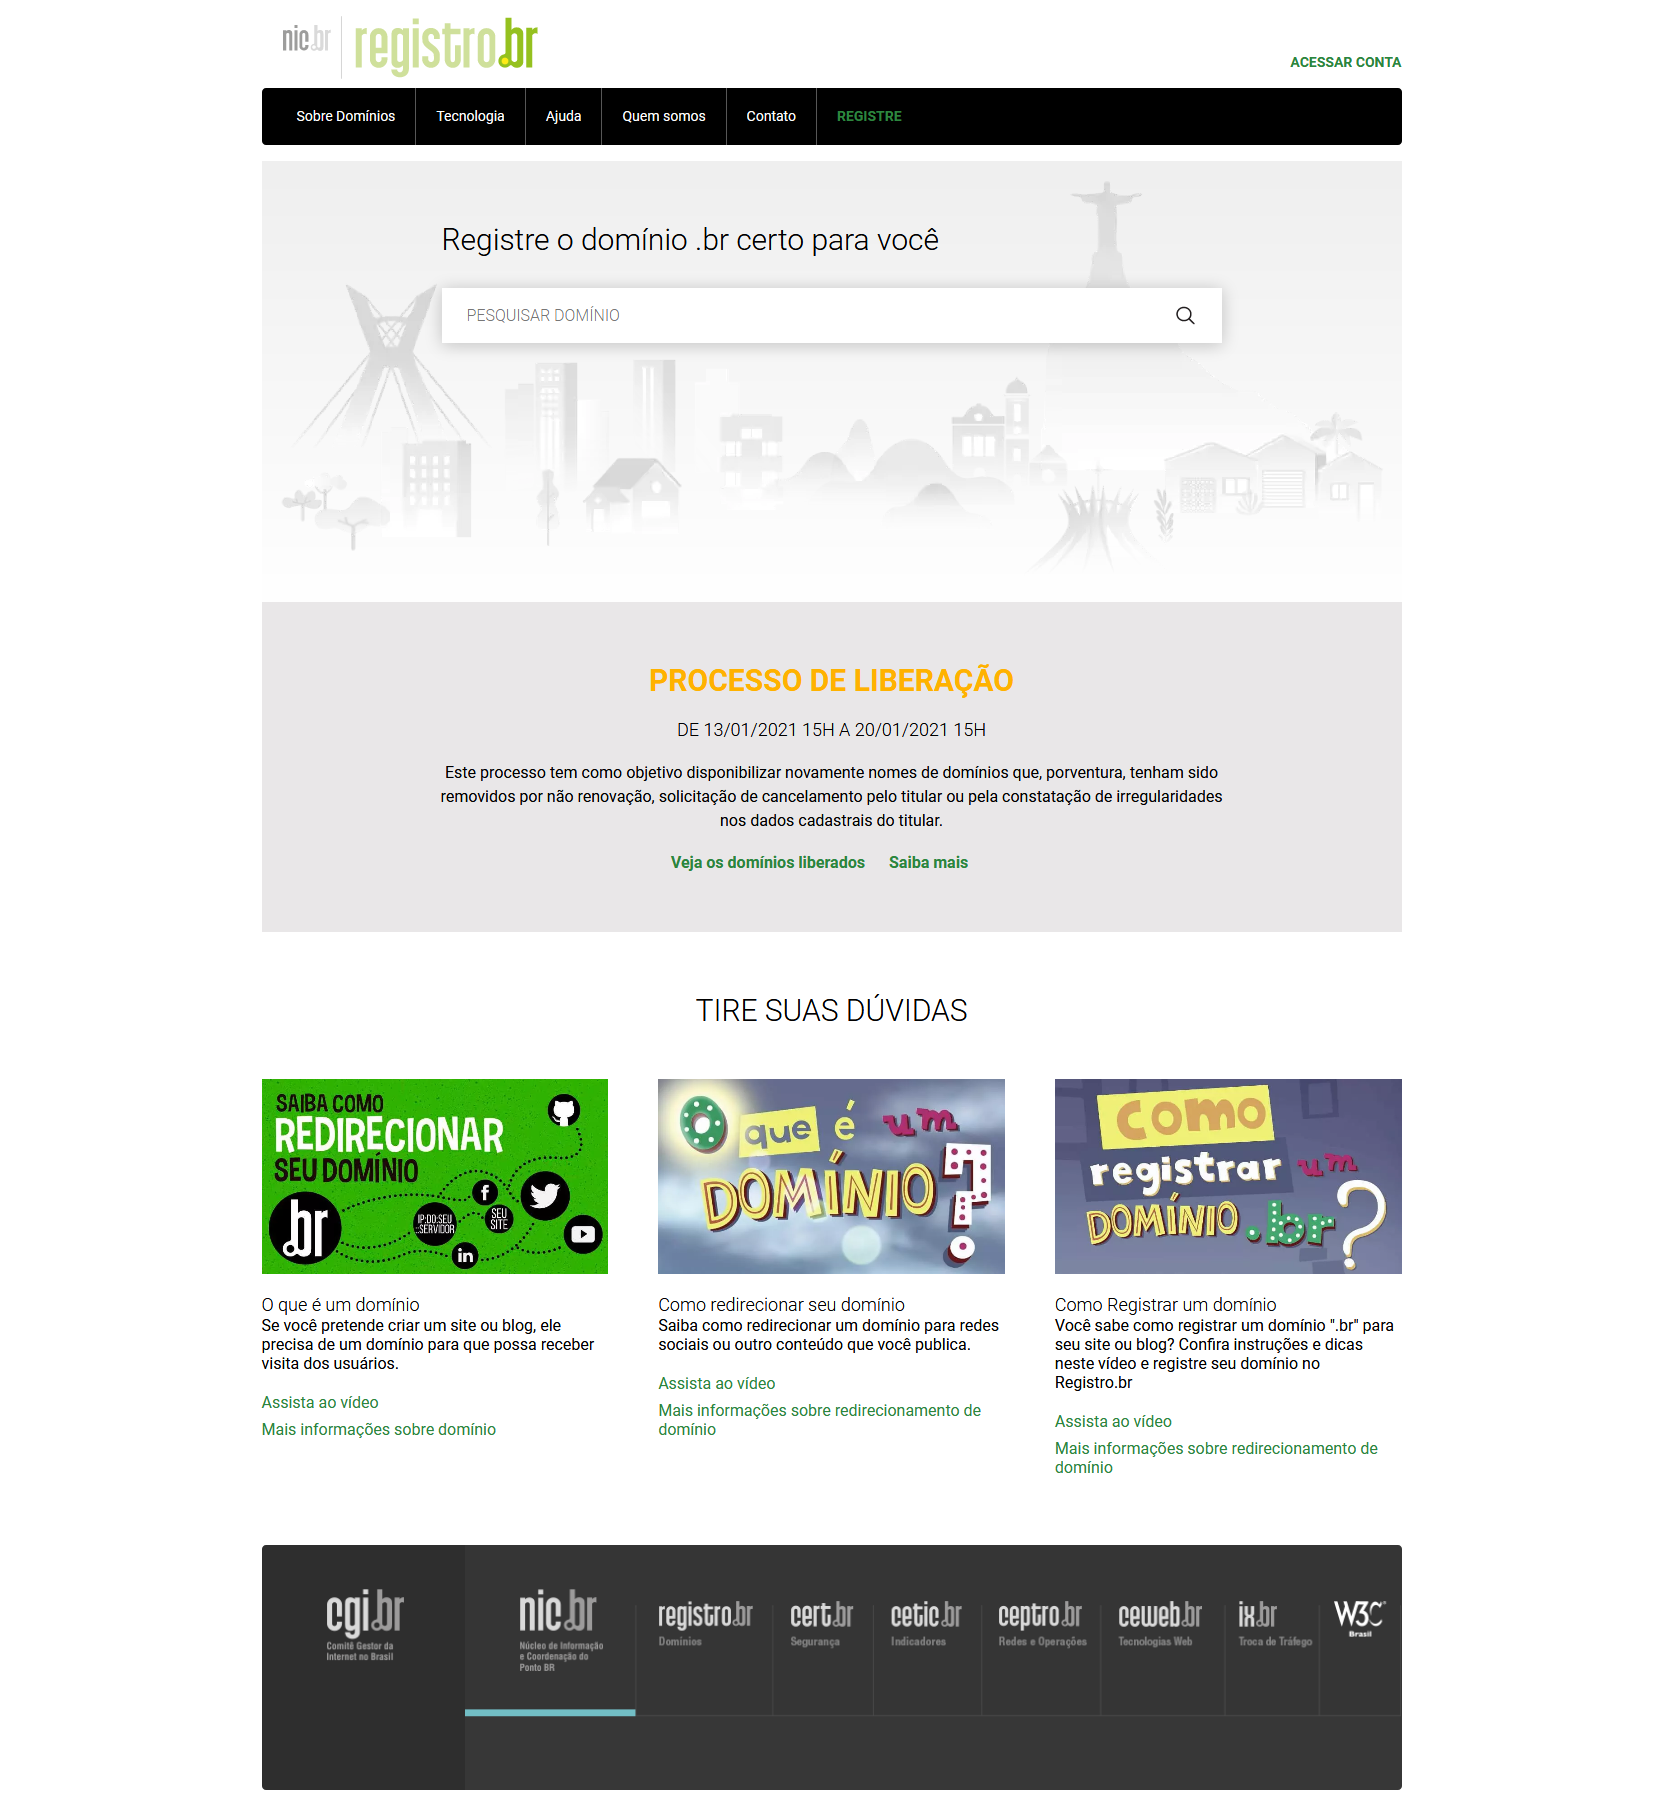 nic.br
registro.br
ACESSAR CONTA
Sobre Domínios
Tecnologia
Ajuda
Quem somos
Contato
REGISTRE
Registre o domínio .br certo para você
PESQUISAR DOMÍNIO
PROCESSO DE LIBERAÇÃO
DE 13/01/2021 15H A 20/01/2021 15H
Este processo tem como objetivo disponibilizar novamente nomes de domínios que, porventura, tenham sido
removidos por não renovação, solicitação de cancelamento pelo titular ou pela constatação de irregularidades
nos dados cadastrais do titular.
Veja os domínios liberados
Saiba mais
TIRE SUAS DÚVIDAS
SAIBA COMO
REDIRECIONAR
SEU DOMÍNIO
.br
IP:DO:SEU
::SERVIDOR
f
SEU
SITE
in
O que é um domínio
Se você pretende criar um site ou blog, ele
precisa de um domínio para que possa receber
visita dos usuários.
Assista ao vídeo
Mais informações sobre domínio
O que é um
DOMÍNIO?
Como redirecionar seu domínio
Saiba como redirecionar um domínio para redes
sociais ou outro conteúdo que você publica.
Assista ao vídeo
Mais informações sobre redirecionamento de
domínio
como
registrar um
DOMÍNIO .br?
Como Registrar um domínio
Você sabe como registrar um domínio ".br" para
seu site ou blog? Confira instruções e dicas
neste vídeo e registre seu domínio no
Registro.br
Assista ao vídeo
Mais informações sobre redirecionamento de
domínio
cgi.br
Comitê Gestor da
Internet no Brasil
nic.br
Núcleo de Informação
e Coordenação do
Ponto BR
registro.br
Domínios
cert.br
Segurança
cetic.br
Indicadores
ceptro.br
Redes e Operações
ceweb.br
Tecnologias Web
ix.br
Troca de Tráfego
W3C®
Brasil